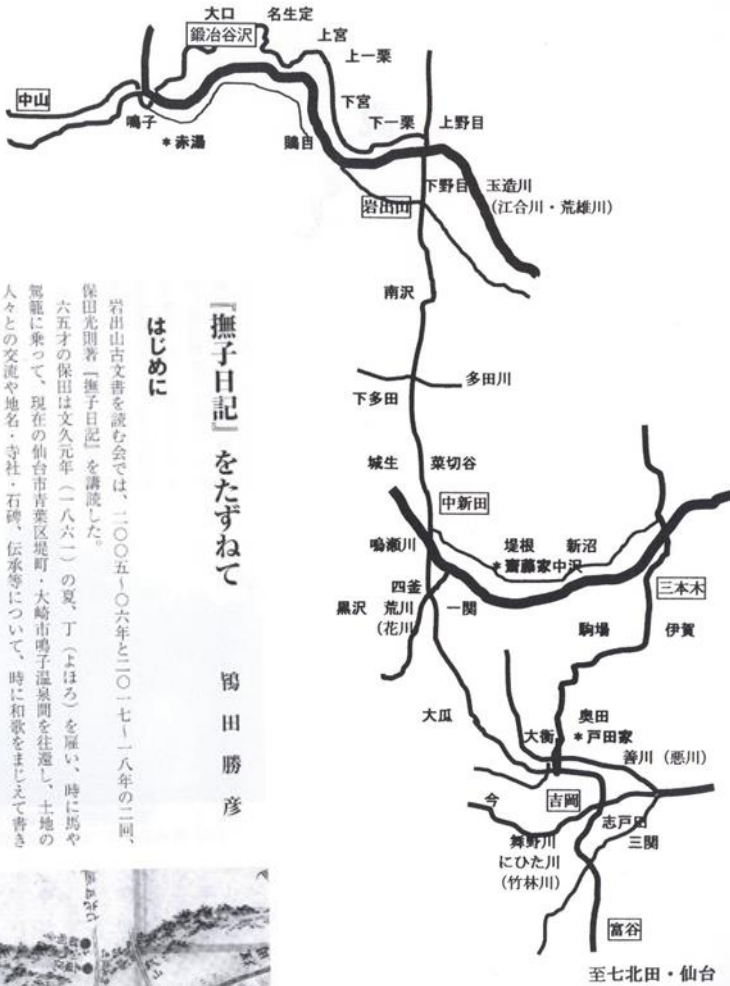 大口
名生定
鍛冶谷沢
上宮
上一栗
中山
下宮
鳴子
下一栗
上野目
*赤湯
鵙目
下野目
玉造川
(江合川・荒雄川)
岩出山
南沢
多田川
下多田
城生
菜切谷
中新田
鳴瀬川
堤根
新沼
*齋藤家中沢
三本木
四釜
黒沢
荒川
(花川)
一関
駒場
伊賀
大瓜
奥田
大衡
*戸田家
善川(悪川)
今
吉岡
志戸田
舞野川
三関
にひた川
(竹林川)
富谷
至七北田・仙台
『撫子日記』をたずねて
鴇田勝彦
はじめに
岩出山古文書を読む会では、二〇〇五~〇六年と二〇一七~一八年の二回、
保田光則著『撫子日記』を講読した。
六五才の保田は文久元年(一八六一)の夏、丁(よほろ)を雇い、時に馬や
駕籠に乗って、現在の仙台市青葉区堤町・大崎市鳴子温泉間を往還し、土地の
人々との交流や地名・寺社・石碑、伝承等について、時に和歌をまじえて書き